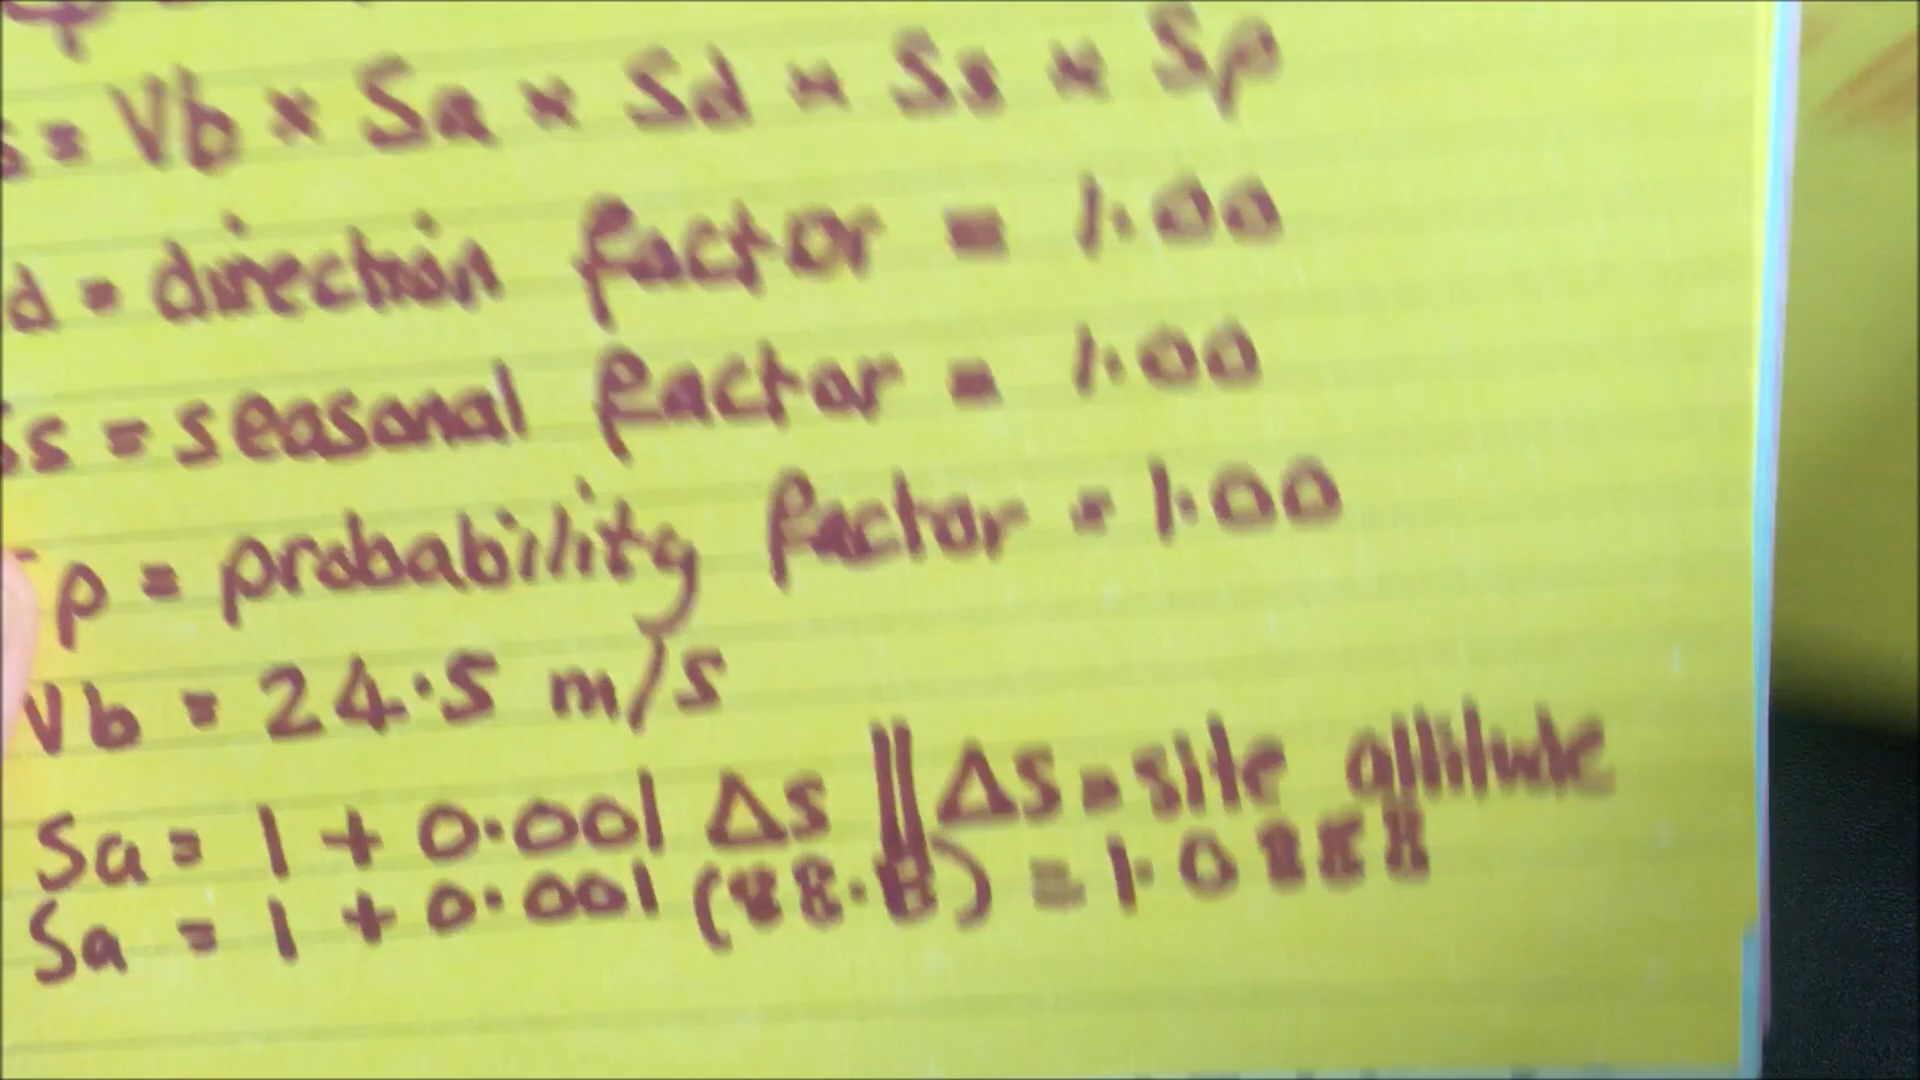 = Vb × Sa × Sd × Ss × Sp
d = direction factor = 1.00
Ss = seasonal factor = 1.00
p = probability factor = 1.00
Vb = 24.5 m/s
Sa = 1 + 0.001 Δs || Δs = site altitude
Sa = 1 + 0.001 ( ) =